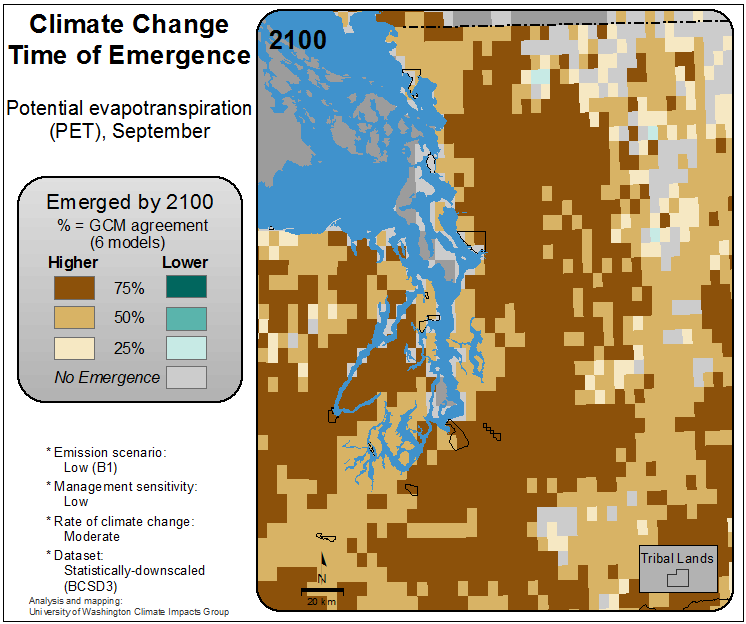 Climate Change
Time of Emergence
Potential evapotranspiration
(PET), September
Emerged by 2100
% = GCM agreement
(6 models)
Higher Lower
75%
50%
25%
No Emergence
* Emission scenario:
Low (B1)
* Management sensitivity:
Low
* Rate of climate change:
Moderate
* Dataset:
Statistically-downscaled
(BCSD3)
Analysis and mapping:
University of Washington Climate Impacts Group
2100
N
20 km
Tribal Lands